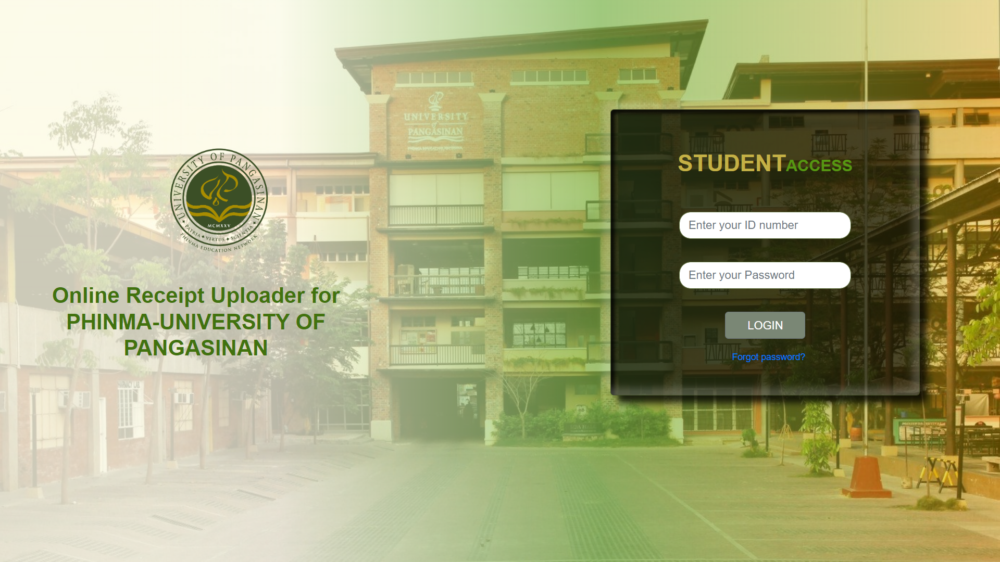 UNIVERSITY
of
PANGASINAN
UNIVERSITY OF PANGASINAN
MCMXXV
PATRIA VIRTUS SCIENTIA
PHINMA EDUCATION NETWORK
Online Receipt Uploader for
PHINMA-UNIVERSITY OF
PANGASINAN
STUDENTACCESS
Enter your ID number
Enter your Password
LOGIN
Forgot password?